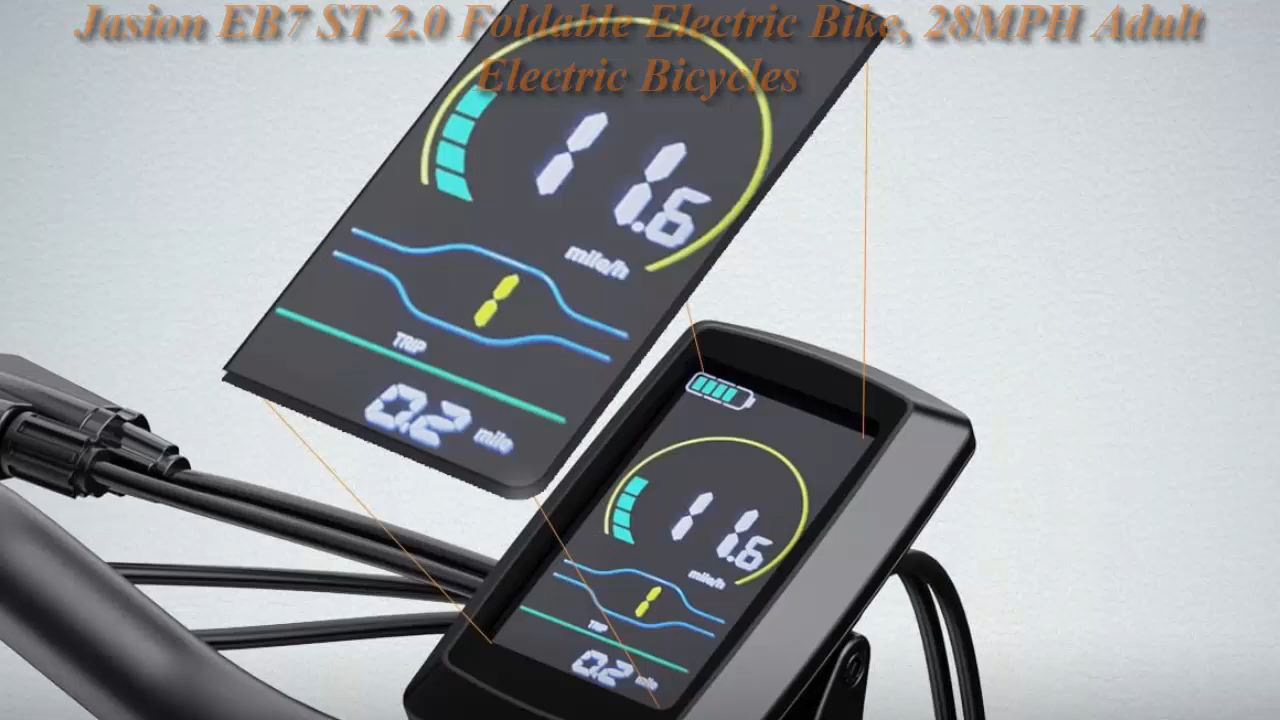 Jasion EB7 ST 2.0 Foldable Electric Bike, 28MPH Adult
Electric Bicycles
11.6
mile/h
1
TRIP
0.2 mile
11.6
mile/h
1
TRIP
0.2 mile